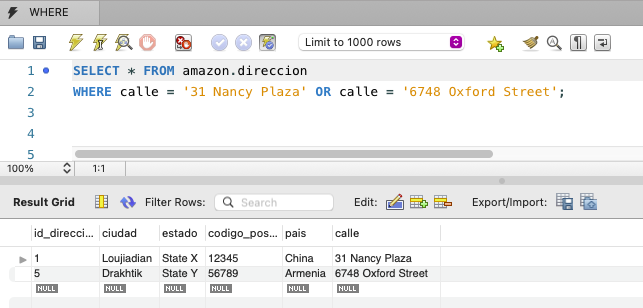 WHERE
Limit to 1000 rows
1 SELECT * FROM amazon.direccion
2 WHERE calle = '31 Nancy Plaza' OR calle = '6748 Oxford Street';
3
4
5
100% 1:1
Result Grid Filter Rows: Search Edit: Export/Import:
id_direcci... ciudad estado codigo_pos... pais calle
1 Loujiadian State X 12345 China 31 Nancy Plaza
5 Drakhtik State Y 56789 Armenia 6748 Oxford Street
NULL NULL NULL NULL NULL NULL